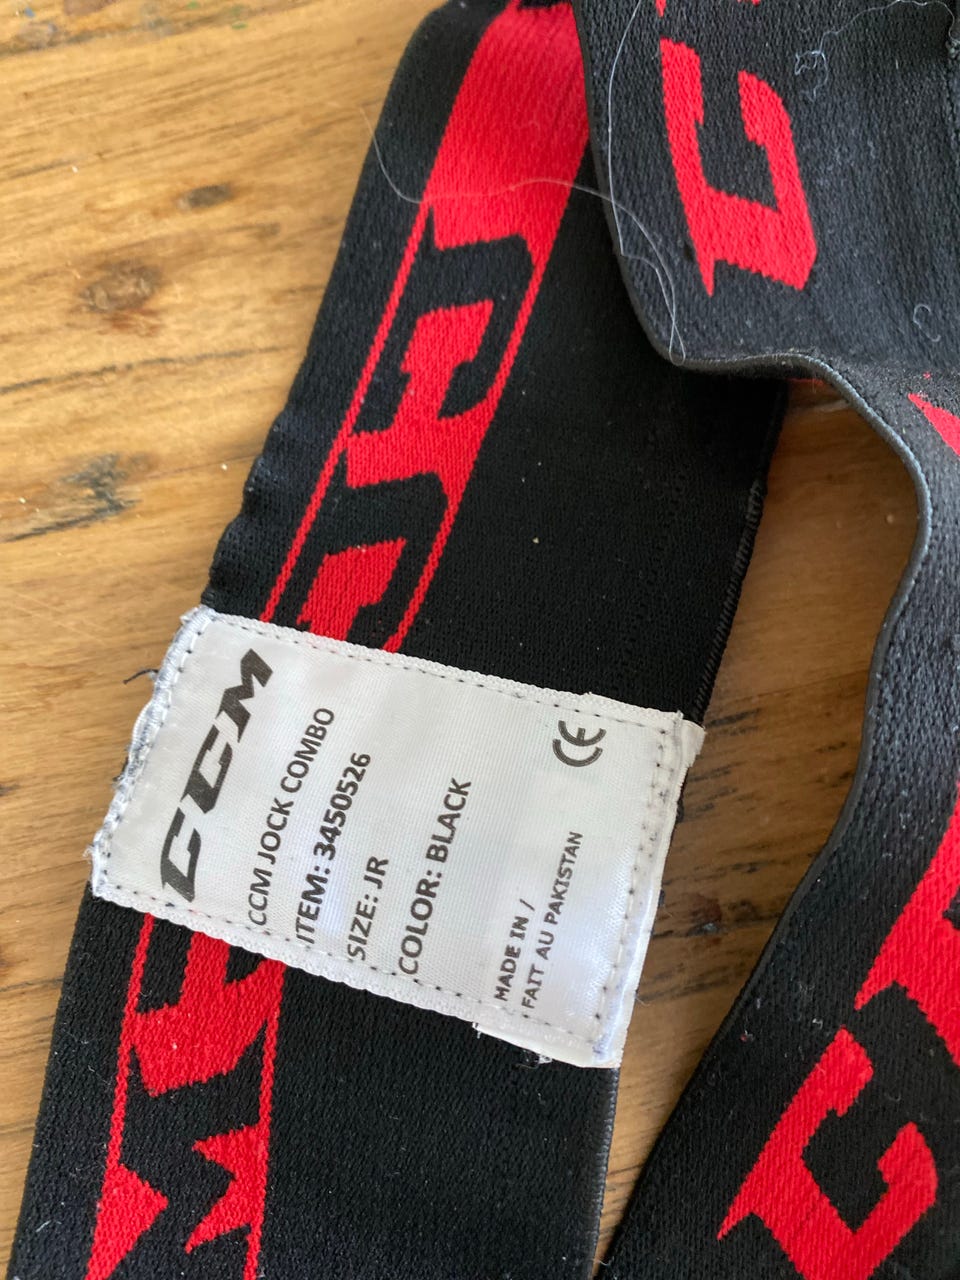 CCM
CCM JOCK COMBO
ITEM: 3450526
SIZE: JR
COLOR: BLACK
CE
MADE IN /
FAIT AU PAKISTAN